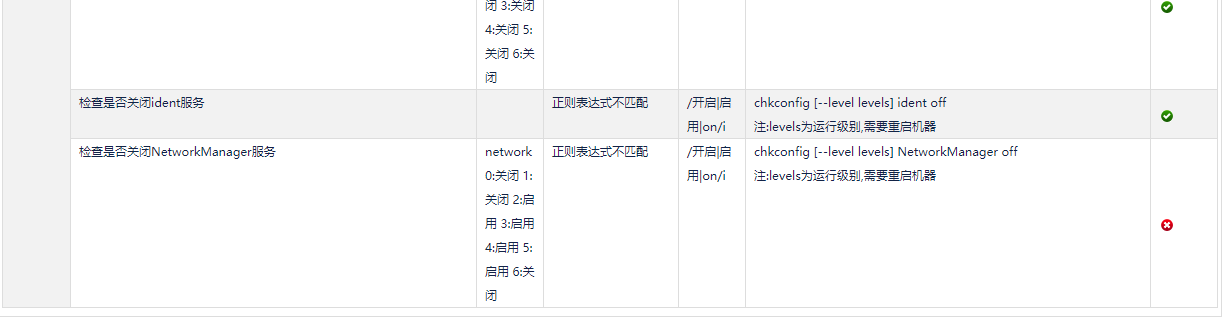 闭 3:关闭
4:关闭 5:
关闭 6:关
闭
检查是否关闭ident服务
正则表达式不匹配
/开启|启
用|on/i
chkconfig [--level levels] ident off
注:levels为运行级别,需要重启机器
检查是否关闭NetworkManager服务
network
0:关闭 1:
关闭 2:启
用 3:启用
4:启用 5:
启用 6:关
闭
正则表达式不匹配
/开启|启
用|on/i
chkconfig [--level levels] NetworkManager off
注:levels为运行级别,需要重启机器